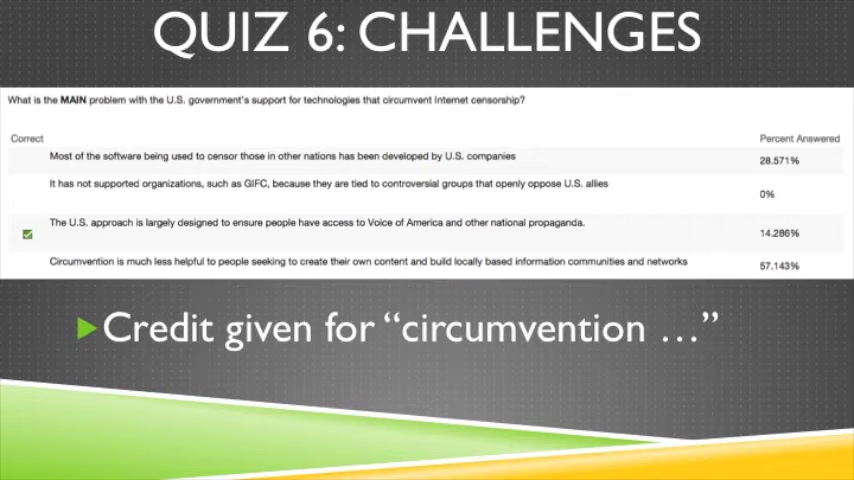 QUIZ 6: CHALLENGES
What is the MAIN problem with the U.S. government's support for technologies that circumvent Internet censorship?
Correct Percent Answered
Most of the software being used to censor those in other nations has been developed by U.S. companies 28.571%
It has not supported organizations, such as GIFC, because they are tied to controversial groups that openly oppose U.S. allies 0%
The U.S. approach is largely designed to ensure people have access to Voice of America and other national propaganda. 14.286%
Circumvention is much less helpful to people seeking to create their own content and build locally based information communities and networks 57.143%
Credit given for “circumvention …”